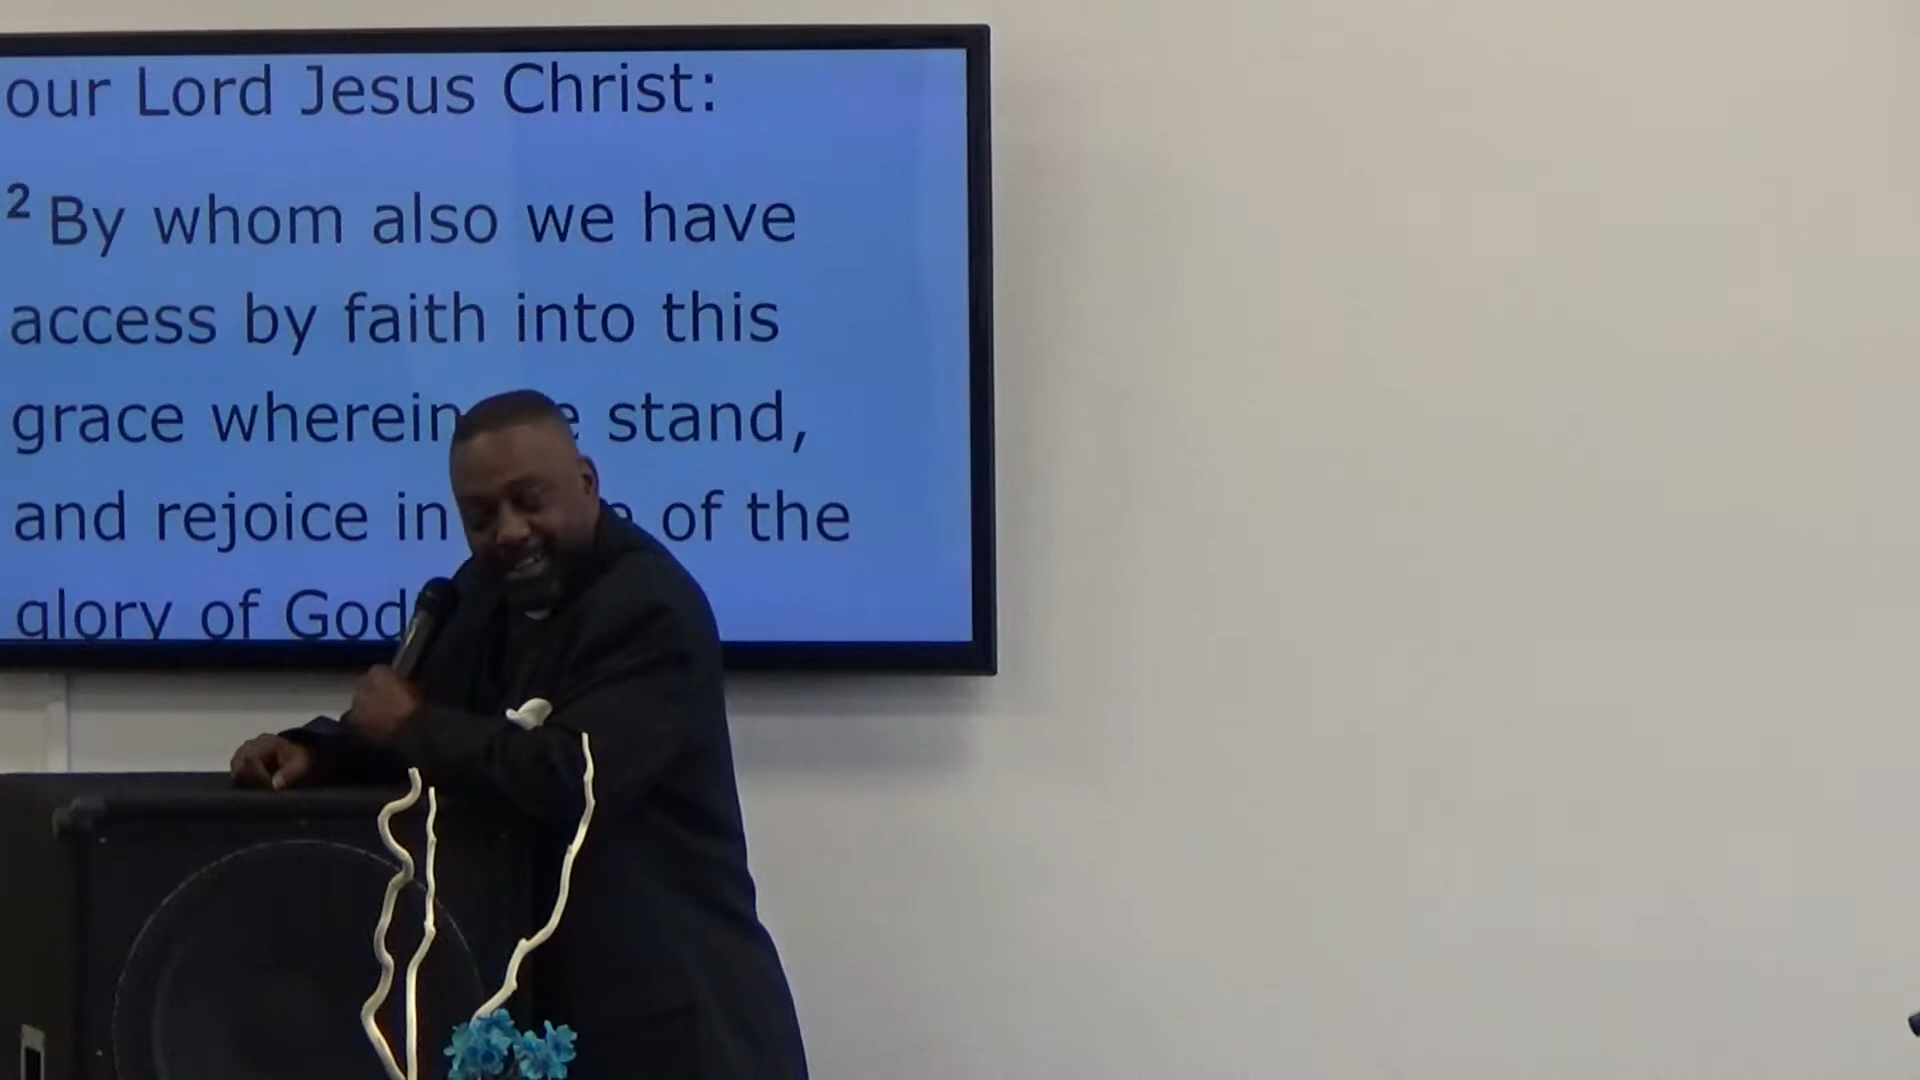 our Lord Jesus Christ:
2 By whom also we have
access by faith into this
grace wherein stand,
and rejoice in of the
glory of God